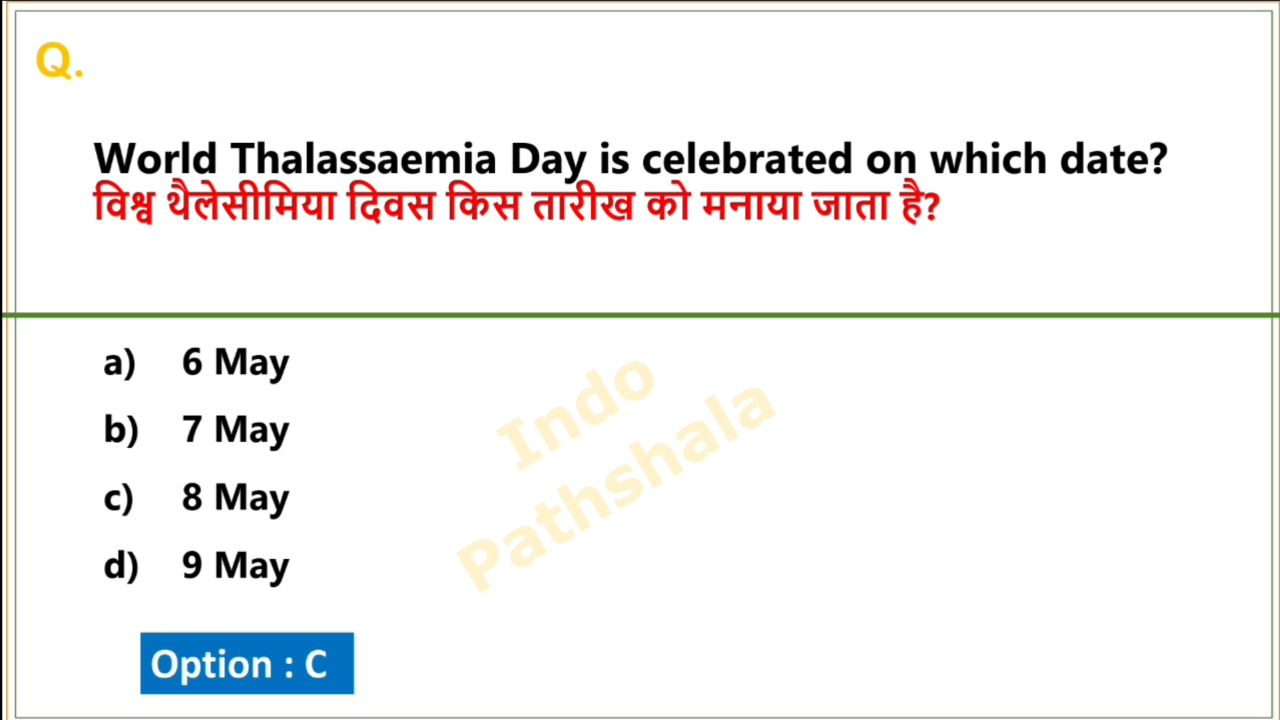 Q.
World Thalassaemia Day is celebrated on which date?
विश्व थैलेसीमिया दिवस किस तारीख को मनाया जाता है?
a) 6 May
b) 7 May
c) 8 May
d) 9 May
Indo
Pathshala
Option : C